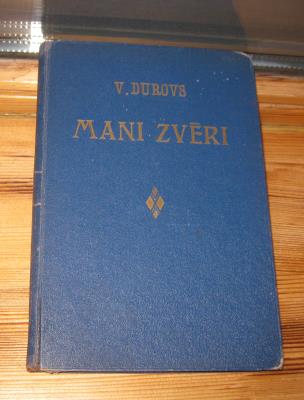 V. DUROVS
MANI ZVĒRI